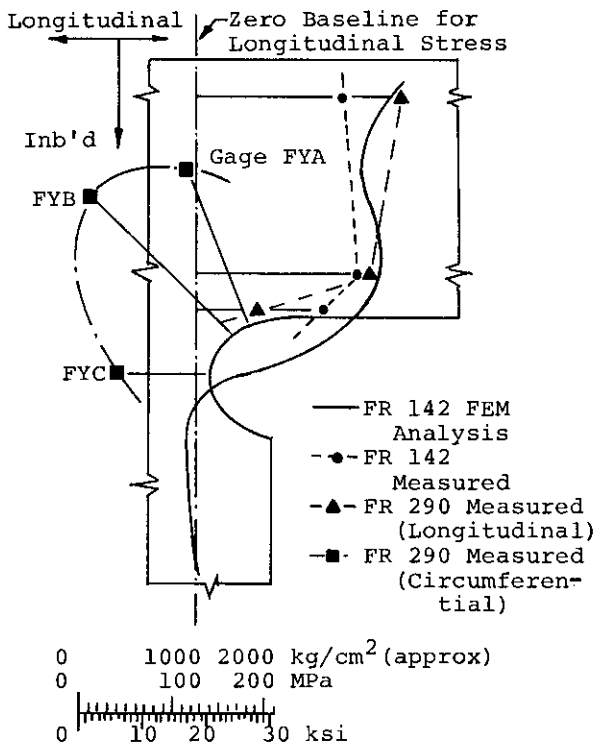 Longitudinal
Zero Baseline for
Longitudinal Stress
Inb'd
Gage FYA
FYB
FYC
FR 142 FEM
Analysis
FR 142
Measured
FR 290 Measured
(Longitudinal)
FR 290 Measured
(Circumferen-
tial)
0 1000 2000 kg/cm² (approx)
0 100 200 MPa
0 10 20 30 ksi